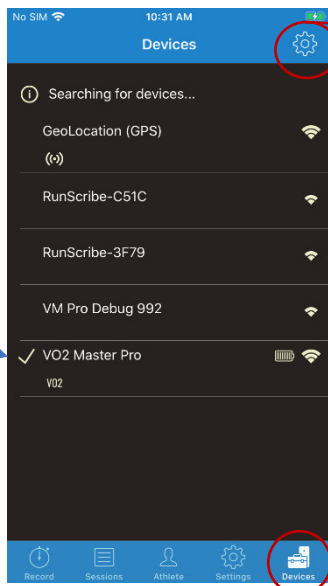 No SIM 10:31 AM
Devices
Searching for devices...
GeoLocation (GPS)
RunScribe-C51C
RunScribe-3F79
VM Pro Debug 992
VO2 Master Pro
VO2
Record Sessions Athlete Settings Devices